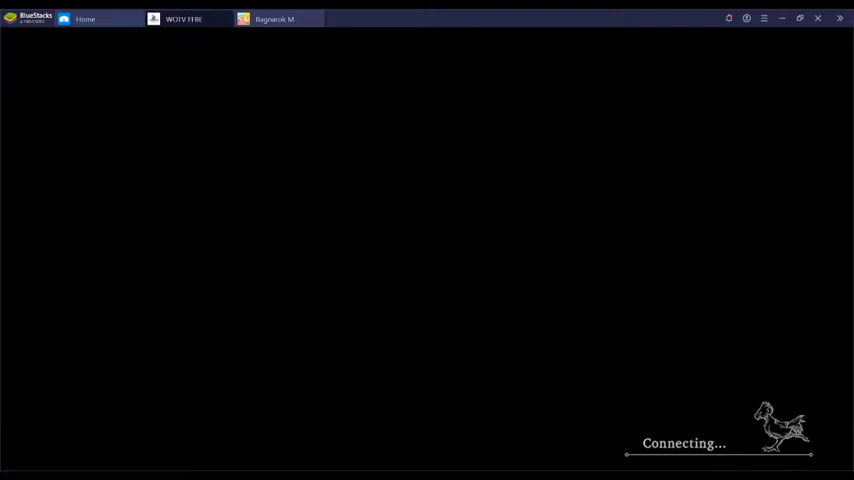 BlueStacks
Home
WOTV FFBE
Ragnarok M
Connecting...